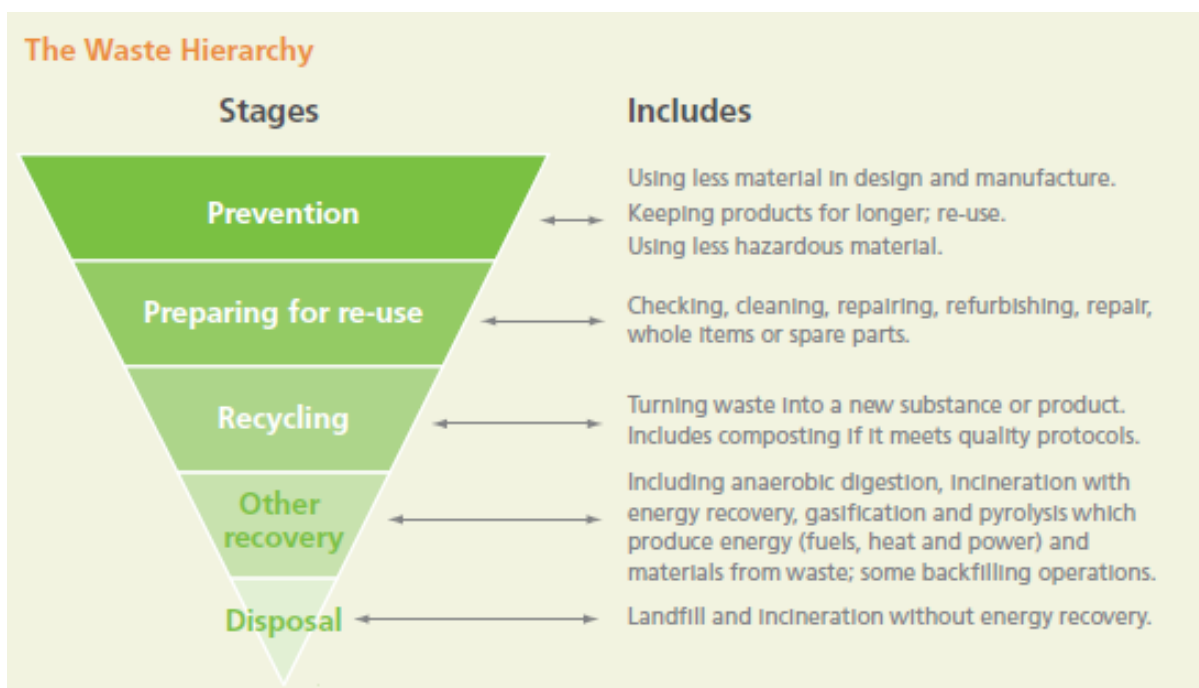 The Waste Hierarchy
Stages
Includes
Prevention
Using less material in design and manufacture.
Keeping products for longer; re-use.
Using less hazardous material.
Preparing for re-use
Checking, cleaning, repairing, refurbishing, repair,
whole items or spare parts.
Recycling
Turning waste into a new substance or product.
Includes composting if it meets quality protocols.
Other
recovery
Including anaerobic digestion, incineration with
energy recovery, gasification and pyrolysis which
produce energy (fuels, heat and power) and
materials from waste; some backfilling operations.
Disposal
Landfill and incineration without energy recovery.